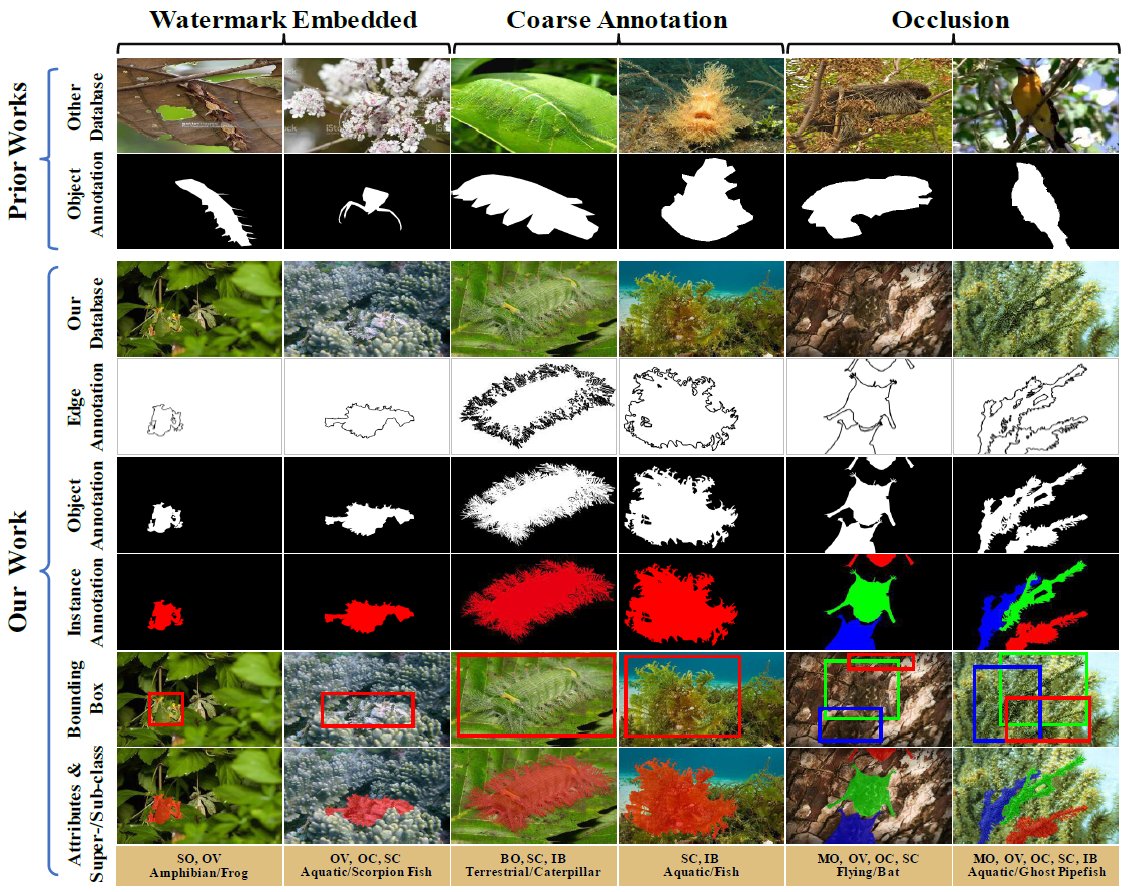 Watermark Embedded
Coarse Annotation
Occlusion
Prior Works
Other
Database
Object
Annotation
Our Work
Our
Database
Edge
Annotation
Object
Annotation
Instance
Annotation
Bounding
Box
Attributes &
Super-/Sub-class
SO, OV
Amphibian/Frog
OV, OC, SC
Aquatic/Scorpion Fish
BO, SC, IB
Terrestrial/Caterpillar
SC, IB
Aquatic/Fish
MO, OV, OC, SC
Flying/Bat
MO, OV, OC, SC, IB
Aquatic/Ghost Pipefish